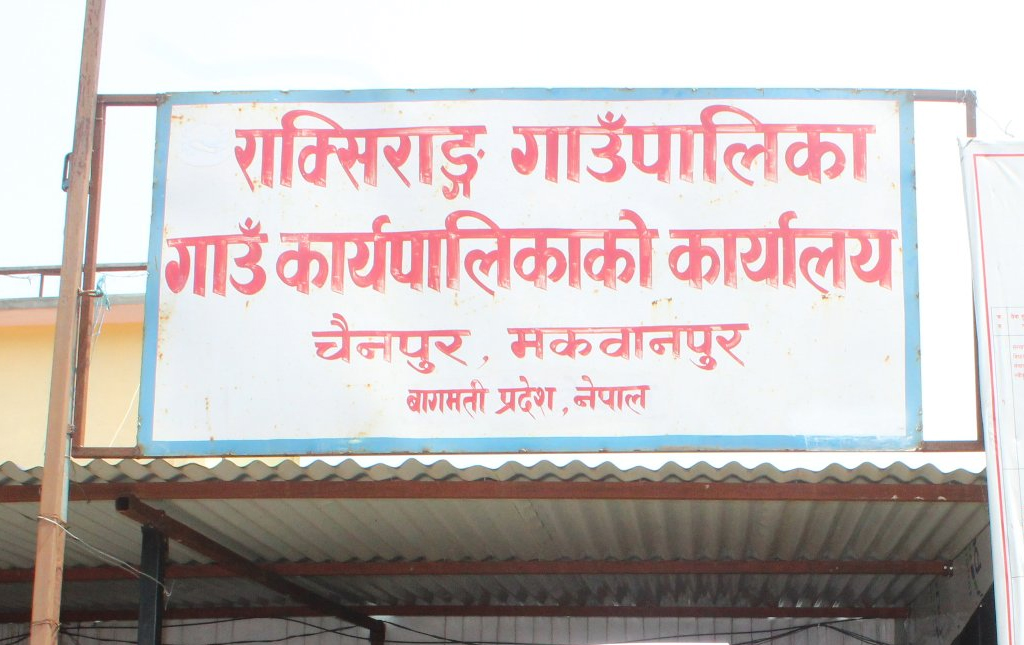 राक्सिराङ्ग गाउँपालिका
गाउँ कार्यपालिकाको कार्यालय
चैनपुर, मकवानपुर
बागमती प्रदेश, नेपाल